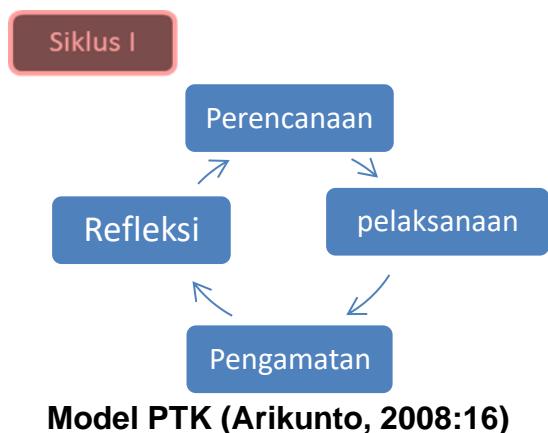 Siklus I
Perencanaan
pelaksanaan
Pengamatan
Refleksi
Model PTK (Arikunto, 2008:16)